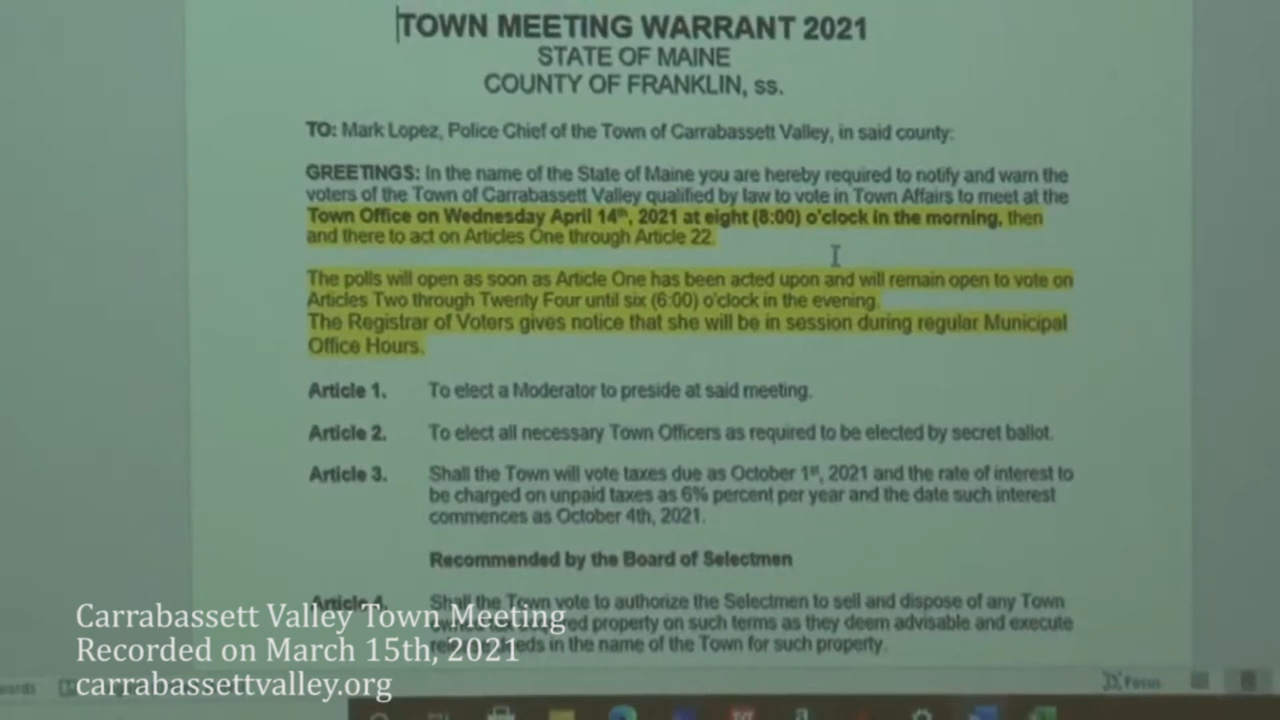 TOWN MEETING WARRANT 2021
STATE OF MAINE
COUNTY OF FRANKLIN, ss.
TO: Mark Lopez, Police Chief of the Town of Carrabassett Valley, in said county:
GREETINGS: In the name of the State of Maine you are hereby required to notify and warn the
voters of the Town of Carrabassett Valley qualified by law to vote in Town Affairs to meet at the
Town Office on Wednesday April 14th, 2021 at eight (8:00) o'clock in the morning, then
and there to act on Articles One through Article 22.
The polls will open as soon as Article One has been acted upon and will remain open to vote on
Articles Two through Twenty Four until six (6:00) o'clock in the evening.
The Registrar of Voters gives notice that she will be in session during regular Municipal
Office Hours.
Article 1. To elect a Moderator to preside at said meeting.
Article 2. To elect all necessary Town Officers as required to be elected by secret ballot.
Article 3. Shall the Town will vote taxes due as October 1st, 2021 and the rate of interest to
be charged on unpaid taxes as 6% percent per year and the date such interest
commences as October 4th, 2021.
Recommended by the Board of Selectmen
Article 4. Shall the Town vote to authorize the Selectmen to sell and dispose of any Town
property on such terms as they deem advisable and execute
in the name of the Town for such property.
Carrabassett Valley Town Meeting
Recorded on March 15th, 2021
carrabassettvalley.org
Focus